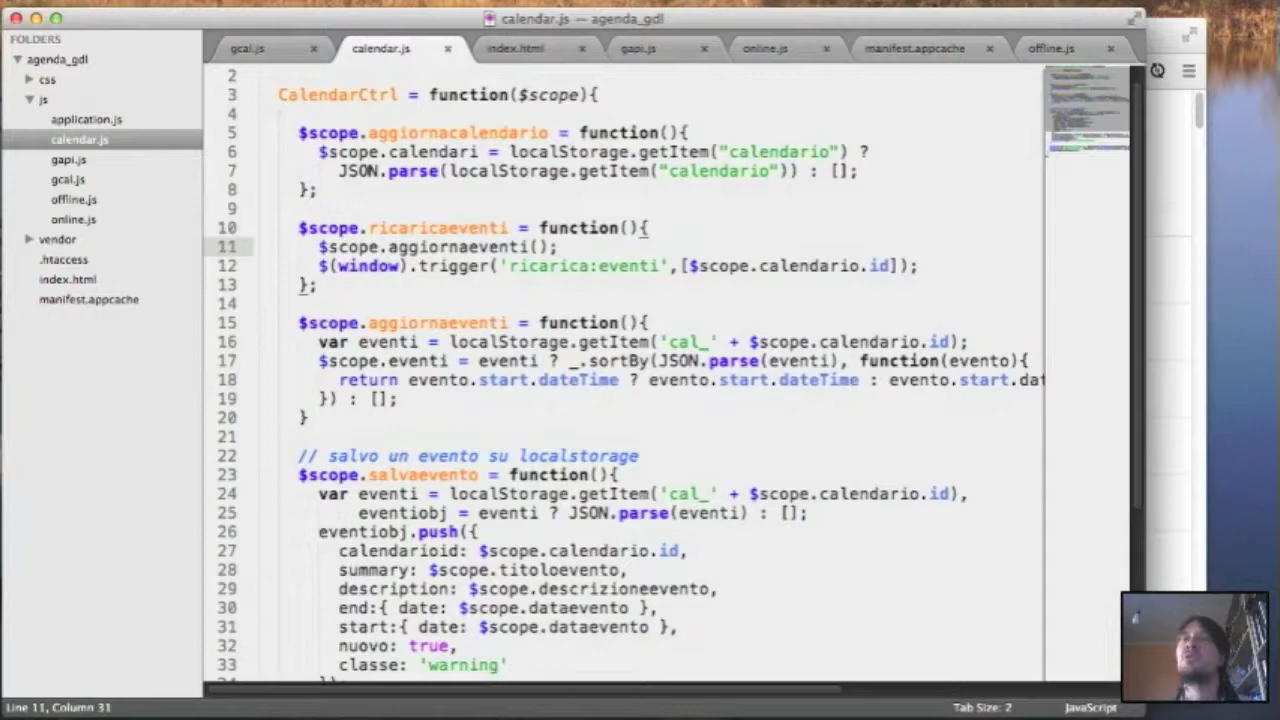 calendar.js — agenda_gdl
FOLDERS
agenda_gdl
css
js
application.js
calendar.js
gapi.js
gcal.js
offline.js
online.js
vendor
.htaccess
index.html
manifest.appcache
gcal.js × calendar.js × index.html × gapi.js × online.js × manifest.appcache × offline.js ×
2
3 CalendarCtrl = function($scope){
4
5 $scope.aggiornacalendario = function(){
6 $scope.calendari = localStorage.getItem("calendario") ?
7 JSON.parse(localStorage.getItem("calendario")) : [];
8 };
9
10 $scope.ricaricaeventi = function(){
11 $scope.aggiornaeventi();
12 $(window).trigger('ricarica:eventi',[$scope.calendario.id]);
13 };
14
15 $scope.aggiornaeventi = function(){
16 var eventi = localStorage.getItem('cal_' + $scope.calendario.id);
17 $scope.eventi = eventi ? _.sortBy(JSON.parse(eventi), function(evento){
18 return evento.start.dateTime ? evento.start.dateTime : evento.start.dat
19 }) : [];
20 }
21
22 // salvo un evento su localstorage
23 $scope.salvaevento = function(){
24 var eventi = localStorage.getItem('cal_' + $scope.calendario.id),
25 eventiobj = eventi ? JSON.parse(eventi) : [];
26 eventiobj.push({
27 calendarioid: $scope.calendario.id,
28 summary: $scope.titoloevento,
29 description: $scope.descrizioneevento,
30 end:{ date: $scope.dataevento },
31 start:{ date: $scope.dataevento },
32 nuovo: true,
33 classe: 'warning'
Line 11, Column 31
Tab Size: 2
JavaScript